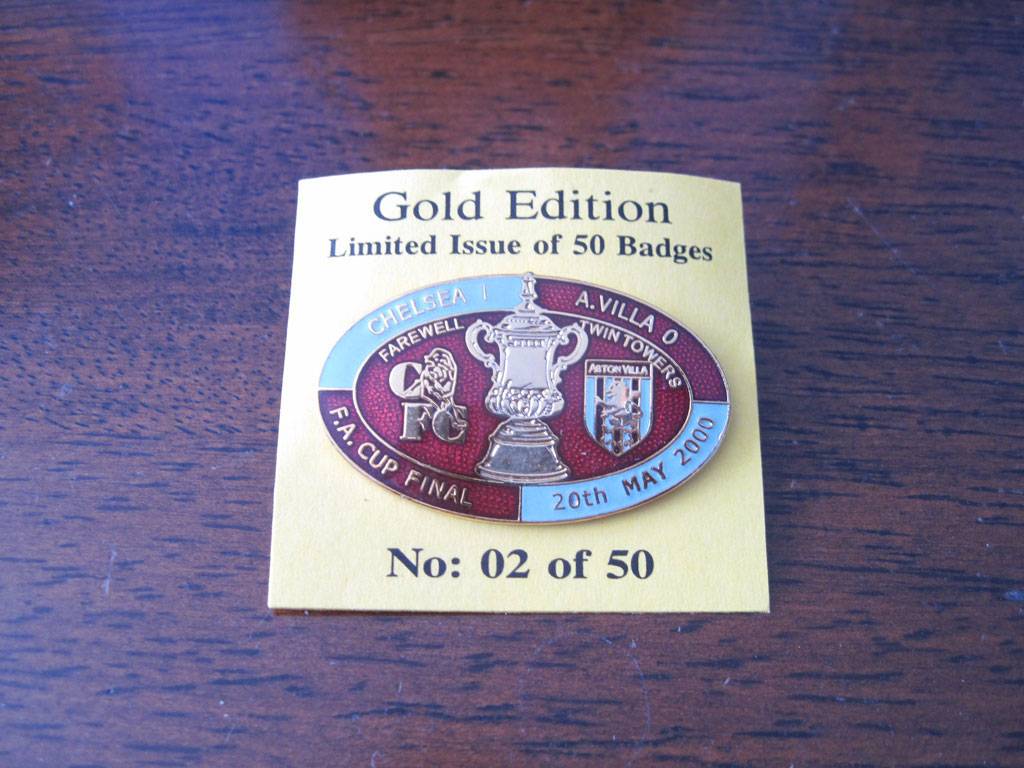 Gold Edition
Limited Issue of 50 Badges
CHELSEA 1
A.VILLA 0
FAREWELL
TWIN TOWERS
CFC
ASTON VILLA
F.A. CUP FINAL
20th MAY 2000
No: 02 of 50